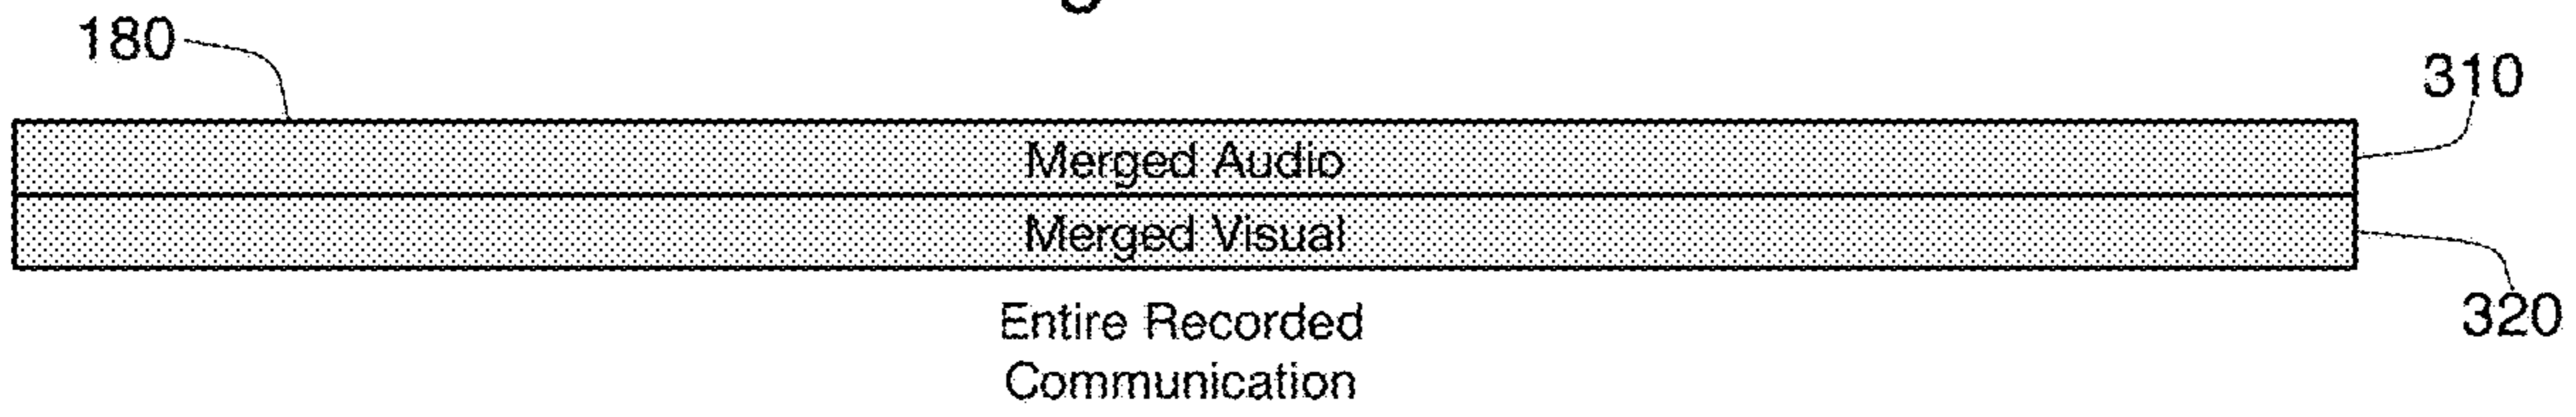 180
310
Merged Audio
Merged Visual
320
Entire Recorded
Communication